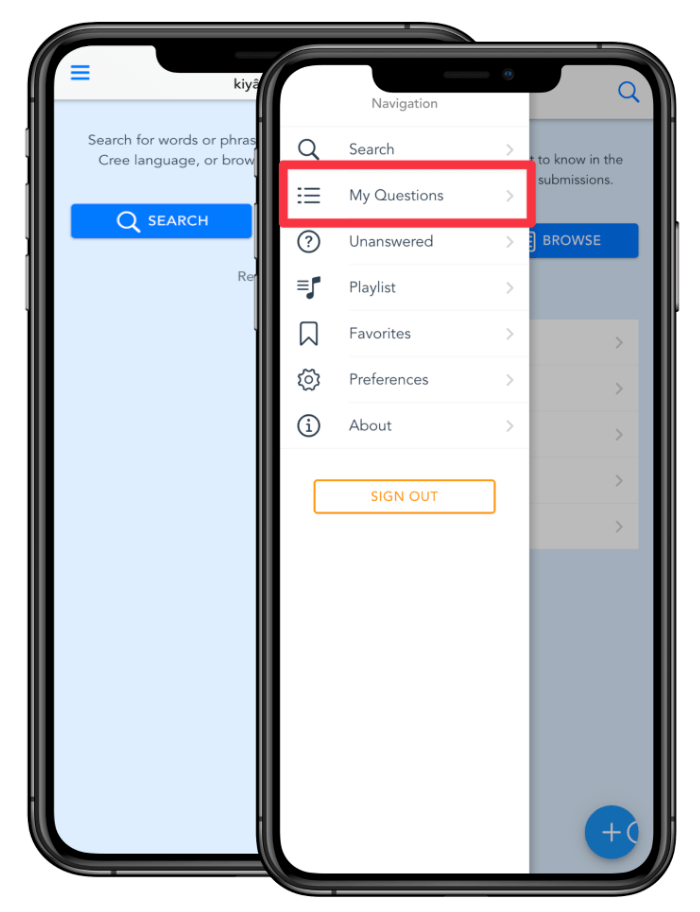 kiyâ
Search for words or phras
Cree language, or brow
SEARCH
Re
Navigation
Search
My Questions
Unanswered
Playlist
Favorites
Preferences
About
SIGN OUT
t to know in the
submissions.
BROWSE